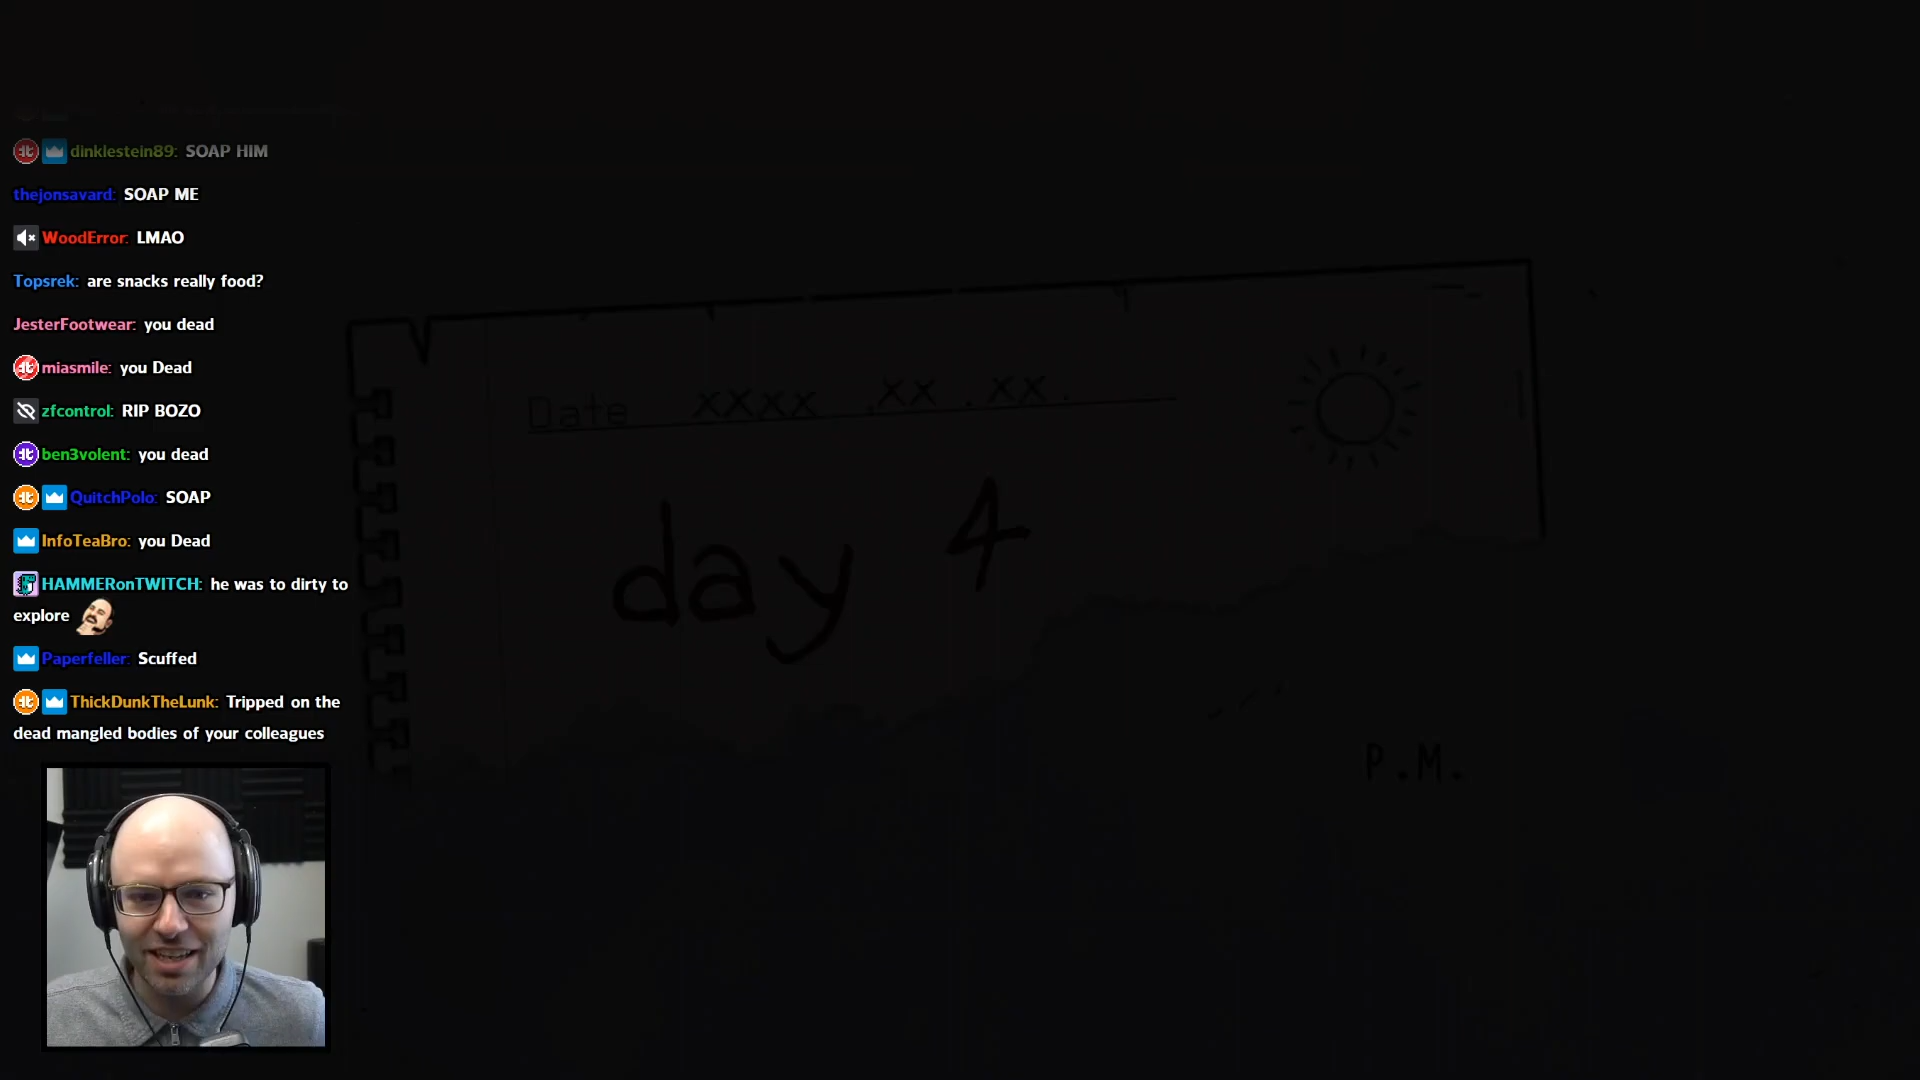 dinklestein89: SOAP HIM
thejonsavard: SOAP ME
WoodError: LMAO
Topsrek: are snacks really food?
JesterFootwear: you dead
miasmile: you Dead
zfcontrol: RIP BOZO
ben3volent: you dead
QuitchPolo: SOAP
InfoTeaBro: you Dead
HAMMERonTWITCH: he was to dirty to
explore
Paperfeller: Scuffed
ThickDunkTheLunk: Tripped on the
dead mangled bodies of your colleagues
Date xxxx .xx .xx.
day 4
P.M.